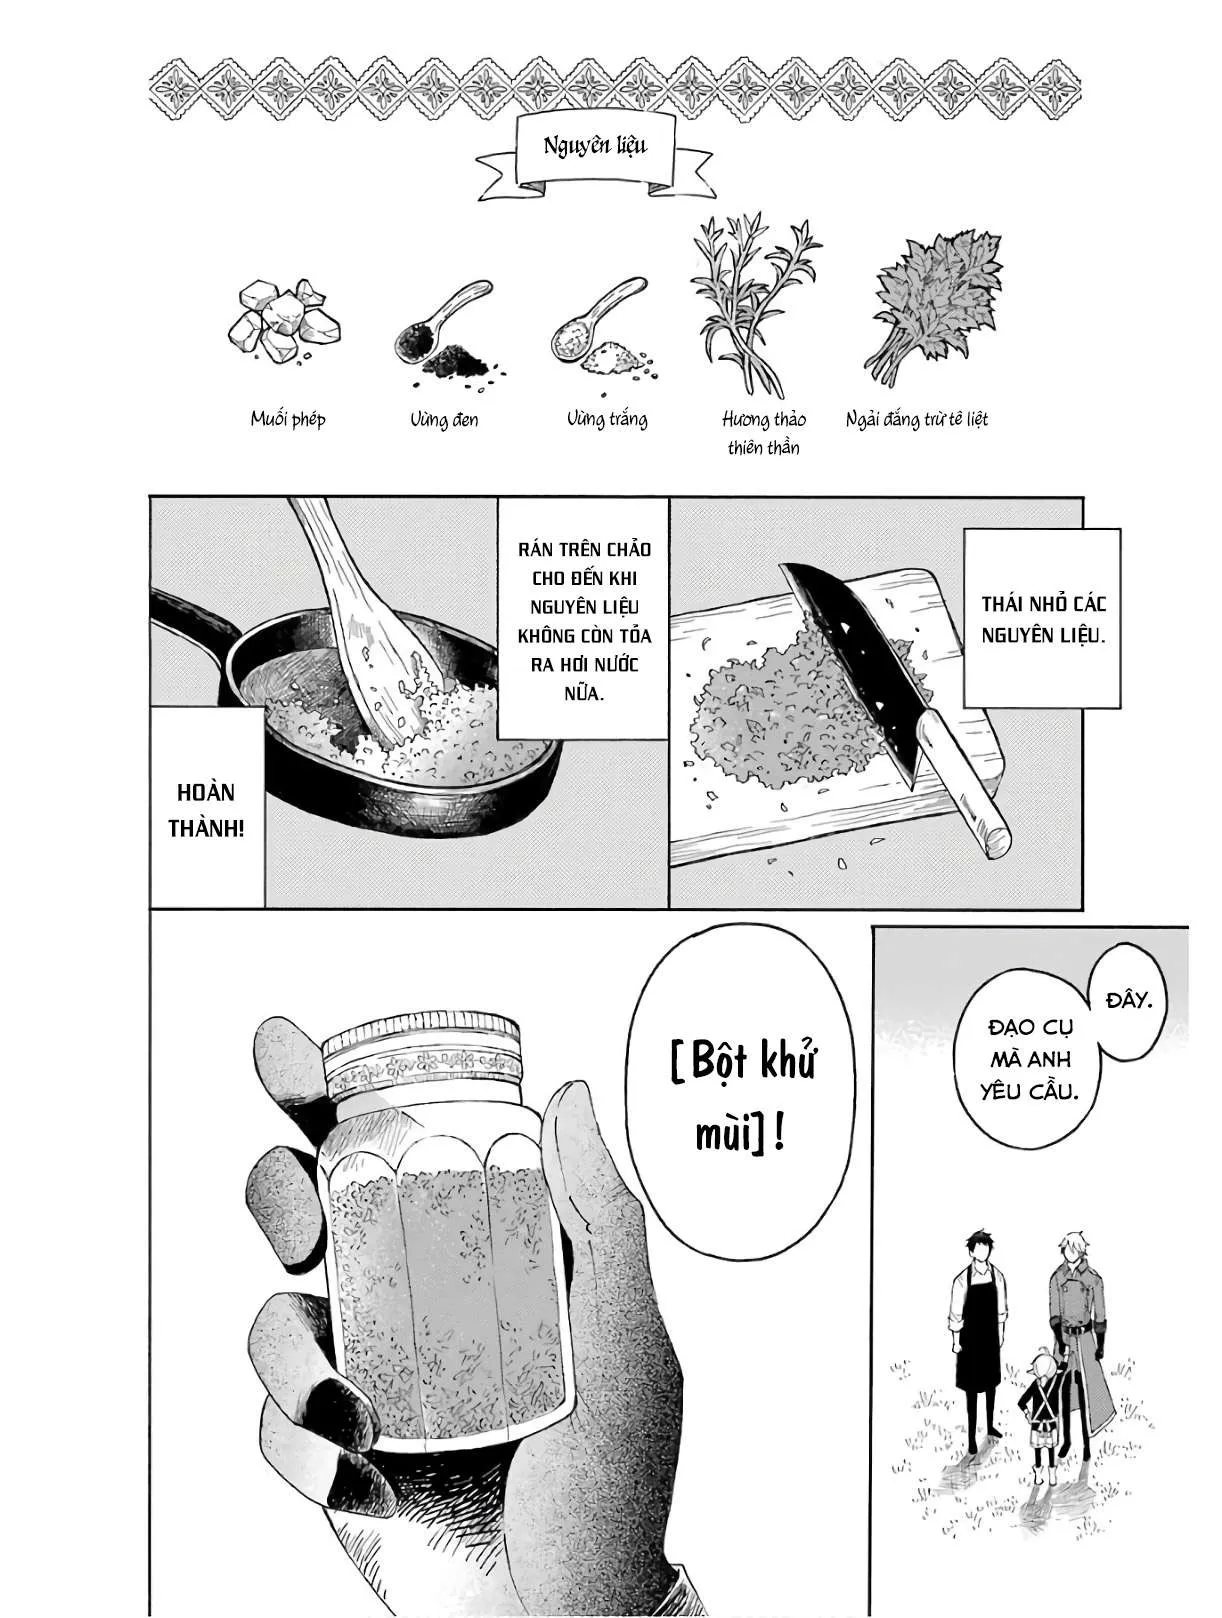 Nguyên liệu
Muối phép
Vừng đen
Vừng trắng
Hương thảo
thiên thần
Ngải đắng trừ tê liệt
THÁI NHỎ CÁC
NGUYÊN LIỆU.
RÁN TRÊN CHẢO
CHO ĐẾN KHI
NGUYÊN LIỆU
KHÔNG CÒN TỎA
RA HƠI NƯỚC
NỮA.
HOÀN
THÀNH!
ĐÂY.
ĐẠO CỤ
MÀ ANH
YÊU CẦU.
[Bột khử
mùi]!